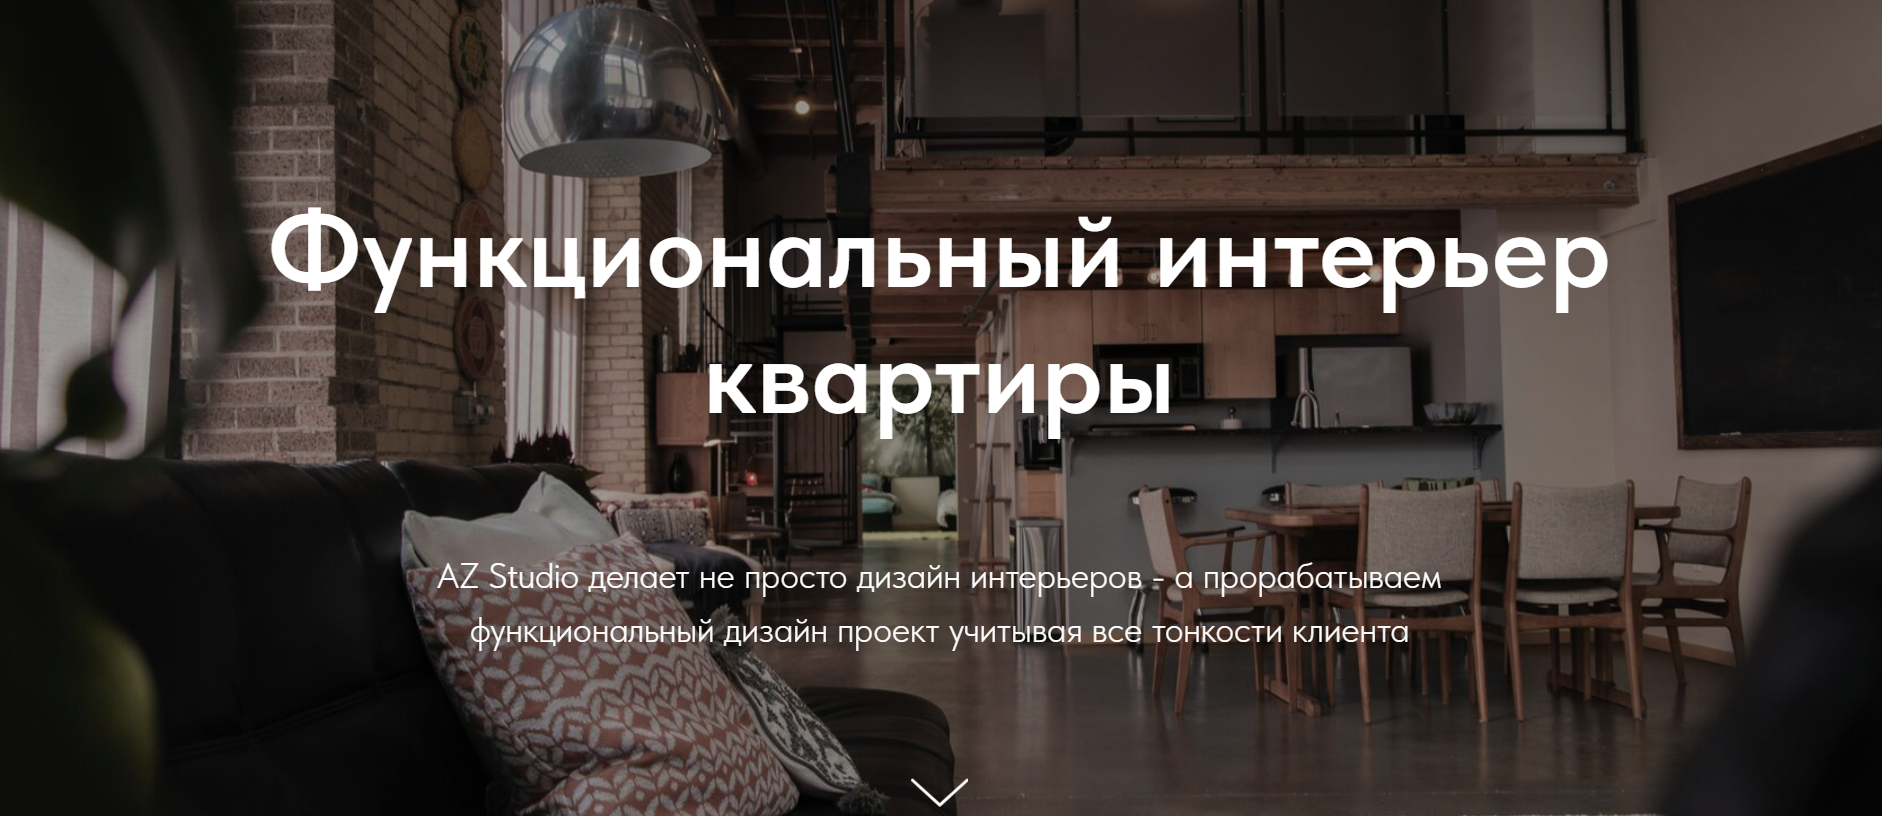 Функциональный интерьер
квартиры
AZ Studio делает не просто дизайн интерьеров - а прорабатываем
функциональный дизайн проект учитывая все тонкости клиента